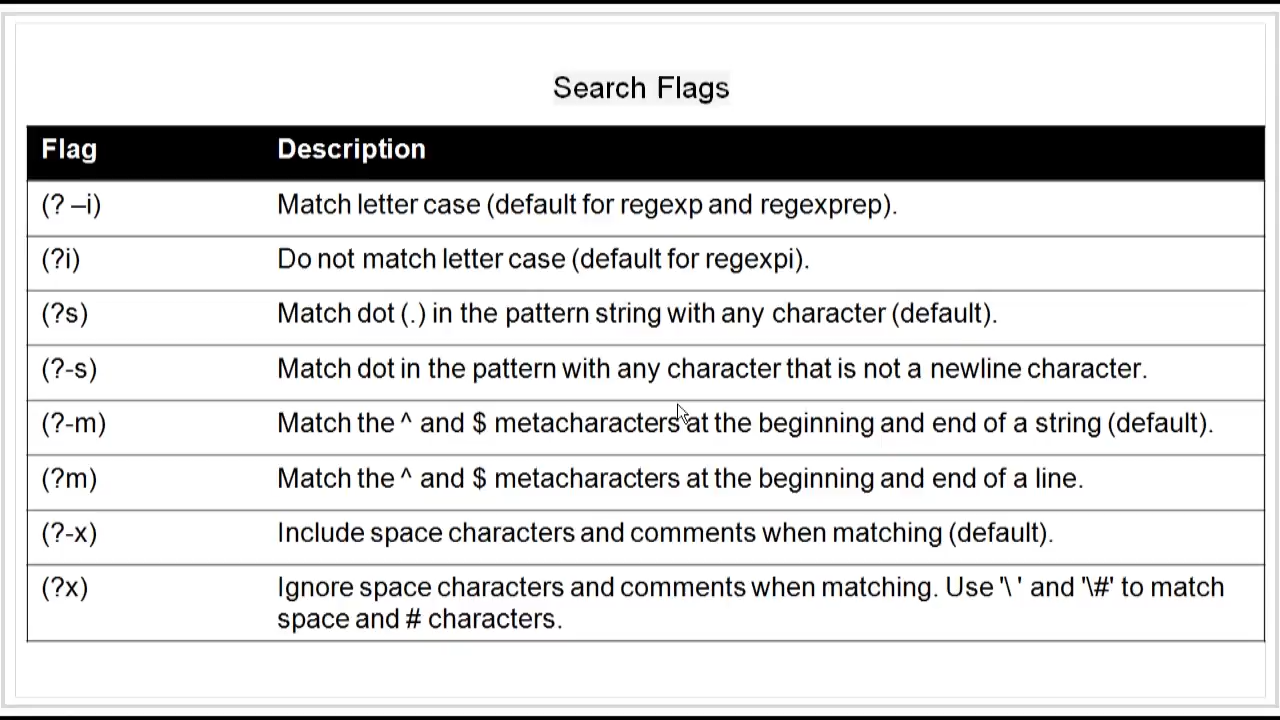 Search Flags
Flag Description
(? –i) Match letter case (default for regexp and regexprep).
(?i) Do not match letter case (default for regexpi).
(?s) Match dot (.) in the pattern string with any character (default).
(?-s) Match dot in the pattern with any character that is not a newline character.
(?-m) Match the ^ and $ metacharacters at the beginning and end of a string (default).
(?m) Match the ^ and $ metacharacters at the beginning and end of a line.
(?-x) Include space characters and comments when matching (default).
(?x) Ignore space characters and comments when matching. Use '\ ' and '\#' to match
space and # characters.